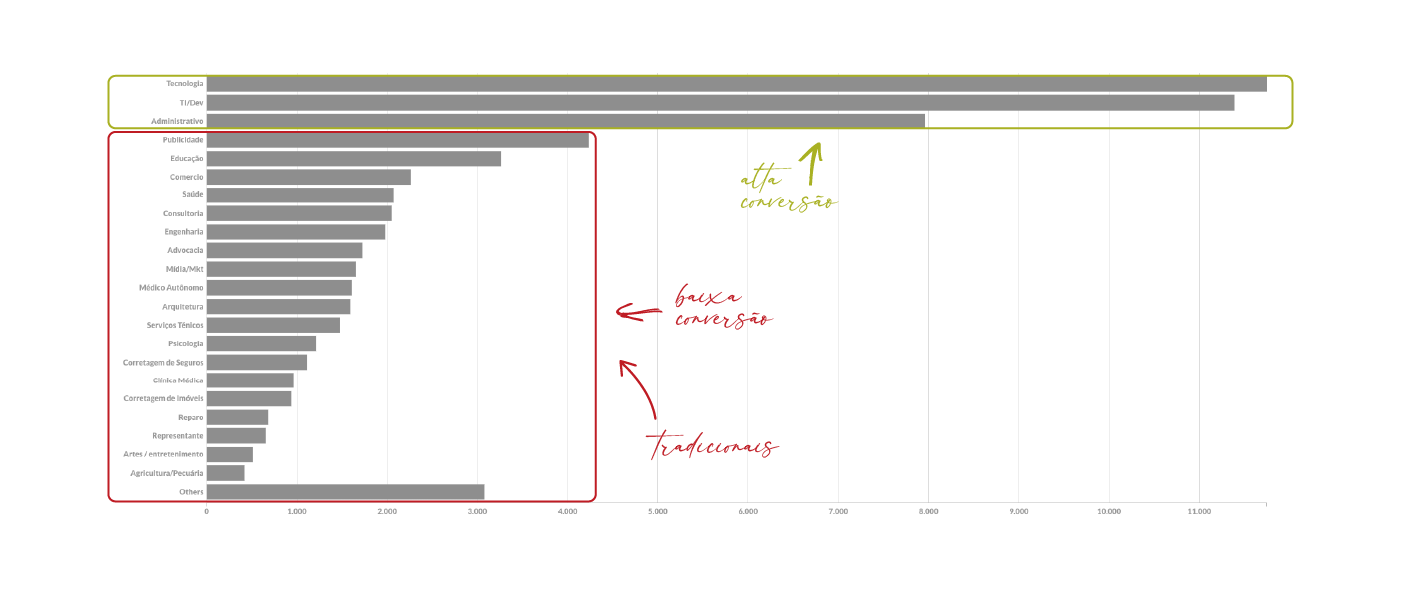 Tecnologia
TI/Dev
Administrativo
Publicidade
Educação
Comercio
Saúde
Consultoria
Engenharia
Advocacia
Mídia/Mkt
Médico Autônomo
Arquitetura
Serviços Ténicos
Psicologia
Corretagem de Seguros
Clínica Médica
Corretagem de Imóveis
Reparo
Representante
Artes / entretenimento
Agricultura/Pecuária
Others
0 1.000 2.000 3.000 4.000 5.000 6.000 7.000 8.000 9.000 10.000 11.000
alta
conversão
baixa
conversão
tradicionais